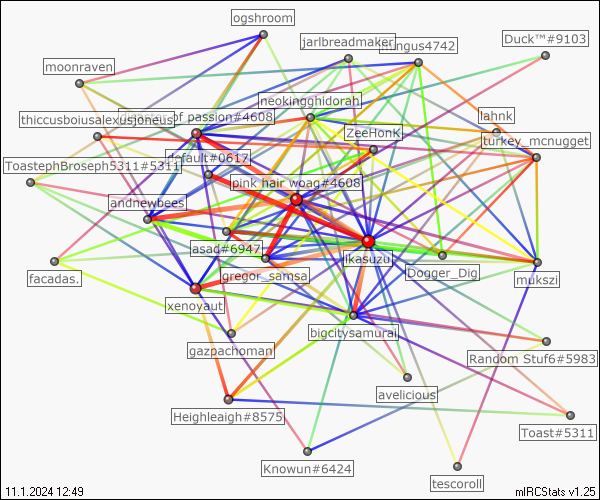 ogshroom
Duck™#9103
jarlbreadmaker
mingus4742
moonraven
neokingghidorah
lahnk
thiccusboiusalexusjoneus
of passion#4608
ZeeHonK
turkey_mcnugget
default#0617
ToastephBroseph5311#5311
pink hair woag#4608
andrewbees
asad#6947
ikasuzu
facadas.
gregor_samsa
Dogger_Dig
mukszi
xenoyaut
bigcitysamurai
gazpachoman
Random Stuf6#5983
avelicious
Heighleaigh#8575
Toast#5311
Knowun#6424
tescoroll
11.1.2024 12:49
mIRCStats v1.25